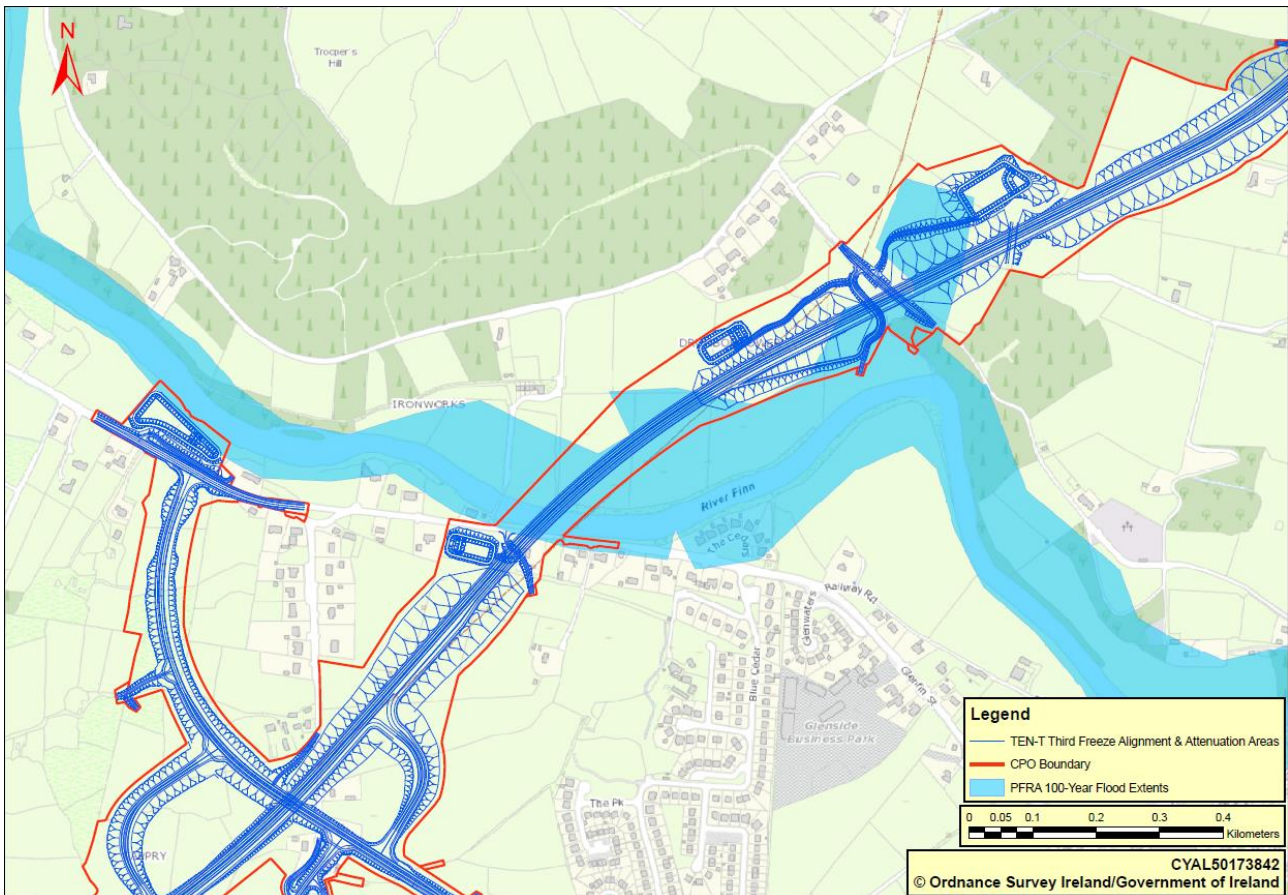 N
Trooper's
Hill
IRONWORKS
River Finn
The Cedars
Railway Rd
Glenwaters
Blue Cedar
Glenfin St
Glenside
Business Park
The Pk
Legend
TEN-T Third Freeze Alignment & Attenuation Areas
CPO Boundary
PFRA 100-Year Flood Extents
0 0.05 0.1 0.2 0.3 0.4
Kilometers
CYAL50173842
© Ordnance Survey Ireland/Government of Ireland